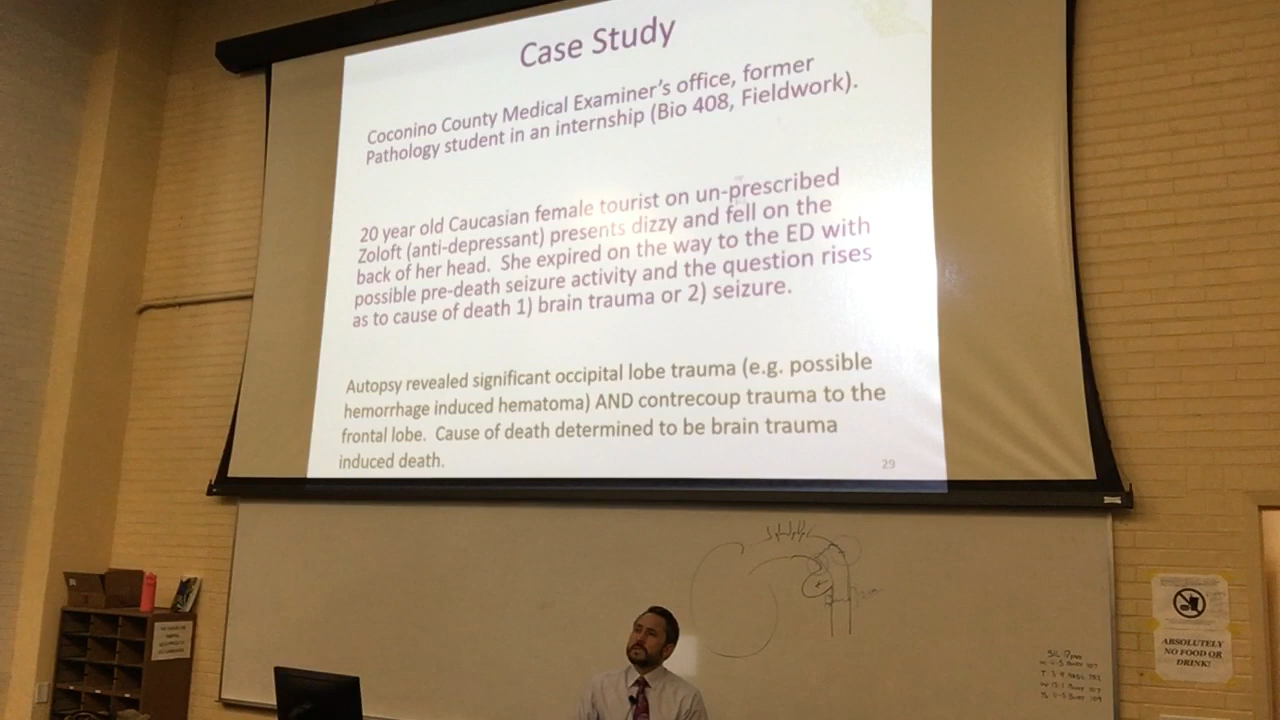 Case Study
Coconino County Medical Examiner's office, former
Pathology student in an internship (Bio 408, Fieldwork).
20 year old Caucasian female tourist on un-prescribed
Zoloft (anti-depressant) presents dizzy and fell on the
back of her head. She expired on the way to the ED with
possible pre-death seizure activity and the question rises
as to cause of death 1) brain trauma or 2) seizure.
Autopsy revealed significant occipital lobe trauma (e.g. possible
hemorrhage induced hematoma) AND contrecoup trauma to the
frontal lobe. Cause of death determined to be brain trauma
induced death.
29
ABSOLUTELY
NO FOOD OR
DRINK!